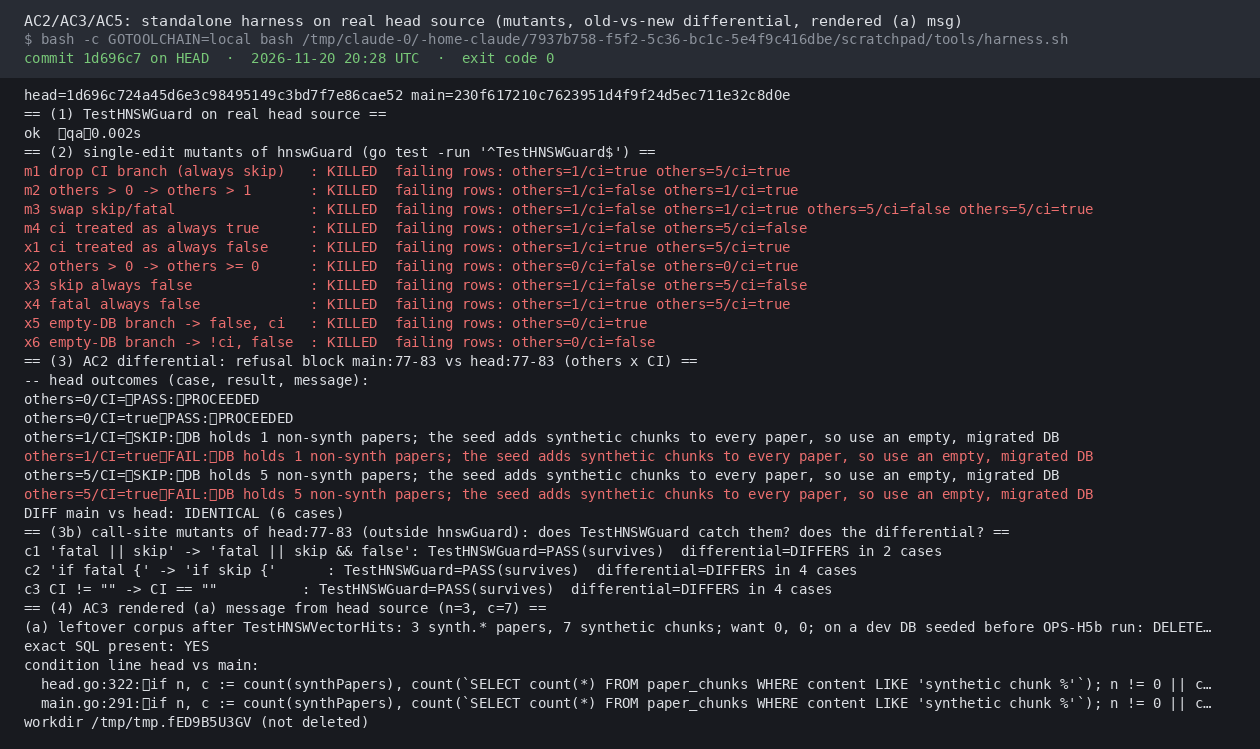 AC2/AC3/AC5: standalone harness on real head source (mutants, old-vs-new differential, rendered (a) msg)
$ bash -c GOTOOLCHAIN=local bash /tmp/claude-0/-home-claude/7937b758-f5f2-5c36-bc1c-5e4f9c416dbe/scratchpad/tools/harness.sh
commit 1d696c7 on HEAD  ·  2026-11-20 20:28 UTC  ·  exit code 0
head=1d696c724a45d6e3c98495149c3bd7f7e86cae52 main=230f617210c7623951d4f9f24d5ec711e32c8d0e
== (1) TestHNSWGuard on real head source ==
ok  □qa□0.002s
== (2) single-edit mutants of hnswGuard (go test -run '^TestHNSWGuard$') ==
m1 drop CI branch (always skip)   : KILLED  failing rows: others=1/ci=true others=5/ci=true
m2 others > 0 -> others > 1       : KILLED  failing rows: others=1/ci=false others=1/ci=true
m3 swap skip/fatal                : KILLED  failing rows: others=1/ci=false others=1/ci=true others=5/ci=false others=5/ci=true
m4 ci treated as always true      : KILLED  failing rows: others=1/ci=false others=5/ci=false
x1 ci treated as always false     : KILLED  failing rows: others=1/ci=true others=5/ci=true
x2 others > 0 -> others >= 0      : KILLED  failing rows: others=0/ci=false others=0/ci=true
x3 skip always false              : KILLED  failing rows: others=1/ci=false others=5/ci=false
x4 fatal always false             : KILLED  failing rows: others=1/ci=true others=5/ci=true
x5 empty-DB branch -> false, ci   : KILLED  failing rows: others=0/ci=true
x6 empty-DB branch -> !ci, false  : KILLED  failing rows: others=0/ci=false
== (3) AC2 differential: refusal block main:77-83 vs head:77-83 (others x CI) ==
-- head outcomes (case, result, message):
others=0/CI=□PASS:□PROCEEDED
others=0/CI=true□PASS:□PROCEEDED
others=1/CI=□SKIP:□DB holds 1 non-synth papers; the seed adds synthetic chunks to every paper, so use an empty, migrated DB
others=1/CI=true□FAIL:□DB holds 1 non-synth papers; the seed adds synthetic chunks to every paper, so use an empty, migrated DB
others=5/CI=□SKIP:□DB holds 5 non-synth papers; the seed adds synthetic chunks to every paper, so use an empty, migrated DB
others=5/CI=true□FAIL:□DB holds 5 non-synth papers; the seed adds synthetic chunks to every paper, so use an empty, migrated DB
DIFF main vs head: IDENTICAL (6 cases)
== (3b) call-site mutants of head:77-83 (outside hnswGuard): does TestHNSWGuard catch them? does the differential? ==
c1 'fatal || skip' -> 'fatal || skip && false': TestHNSWGuard=PASS(survives)  differential=DIFFERS in 2 cases
c2 'if fatal {' -> 'if skip {'      : TestHNSWGuard=PASS(survives)  differential=DIFFERS in 4 cases
c3 CI != "" -> CI == ""          : TestHNSWGuard=PASS(survives)  differential=DIFFERS in 4 cases
== (4) AC3 rendered (a) message from head source (n=3, c=7) ==
(a) leftover corpus after TestHNSWVectorHits: 3 synth.* papers, 7 synthetic chunks; want 0, 0; on a dev DB seeded before OPS-H5b run: DELETE…
exact SQL present: YES
condition line head vs main:
  head.go:322:□if n, c := count(synthPapers), count(`SELECT count(*) FROM paper_chunks WHERE content LIKE 'synthetic chunk %'`); n != 0 || c…
  main.go:291:□if n, c := count(synthPapers), count(`SELECT count(*) FROM paper_chunks WHERE content LIKE 'synthetic chunk %'`); n != 0 || c…
workdir /tmp/tmp.fED9B5U3GV (not deleted)